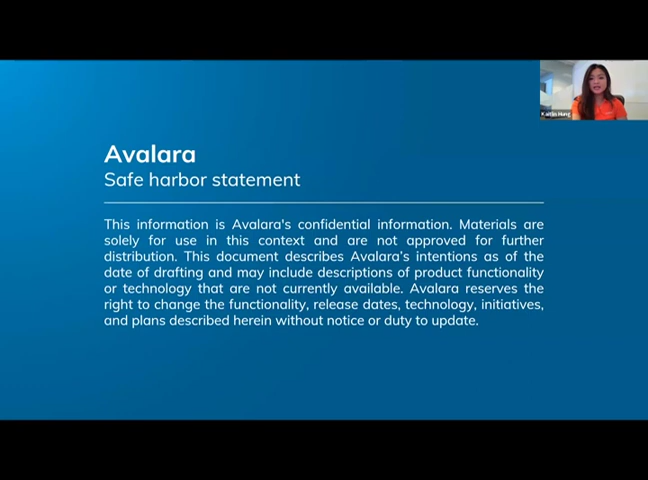 Avalara
Safe harbor statement
This information is Avalara's confidential information. Materials are
solely for use in this context and are not approved for further
distribution. This document describes Avalara's intentions as of the
date of drafting and may include descriptions of product functionality
or technology that are not currently available. Avalara reserves the
right to change the functionality, release dates, technology, initiatives,
and plans described herein without notice or duty to update.
Kaitlin Hung